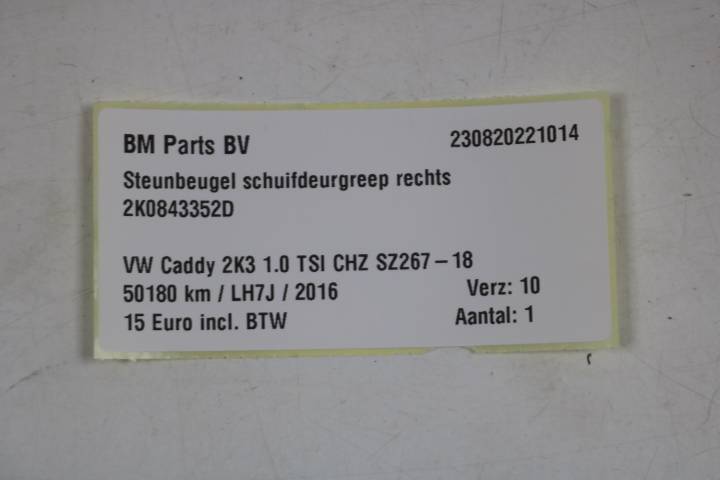 BM Parts BV 230820221014
Steunbeugel schuifdeurgreep rechts
2K0843352D
VW Caddy 2K3 1.0 TSI CHZ SZ267-18
50180 km / LH7J / 2016 Verz: 10
15 Euro incl. BTW Aantal: 1